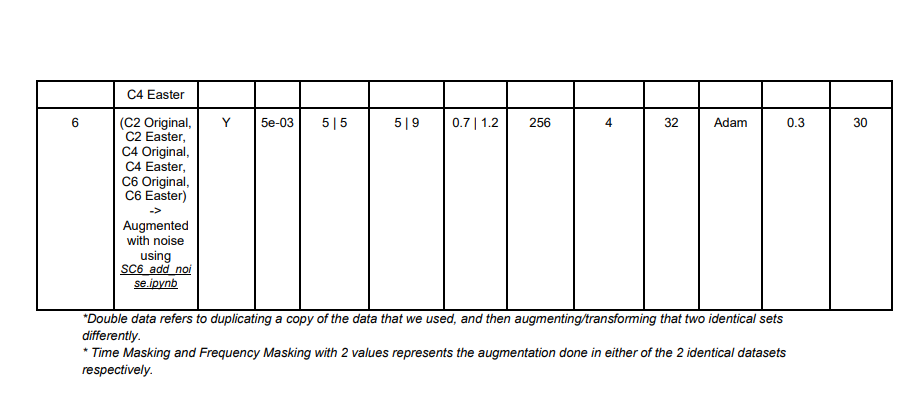 C4 Easter
6 (C2 Original, Y 5e-03 5 | 5 5 | 9 0.7 | 1.2 256 4 32 Adam 0.3 30
C2 Easter,
C4 Original,
C4 Easter,
C6 Original,
C6 Easter)
->
Augmented
with noise
using
SC6_add_noi
se.ipynb
*Double data refers to duplicating a copy of the data that we used, and then augmenting/transforming that two identical sets
differently.
* Time Masking and Frequency Masking with 2 values represents the augmentation done in either of the 2 identical datasets
respectively.